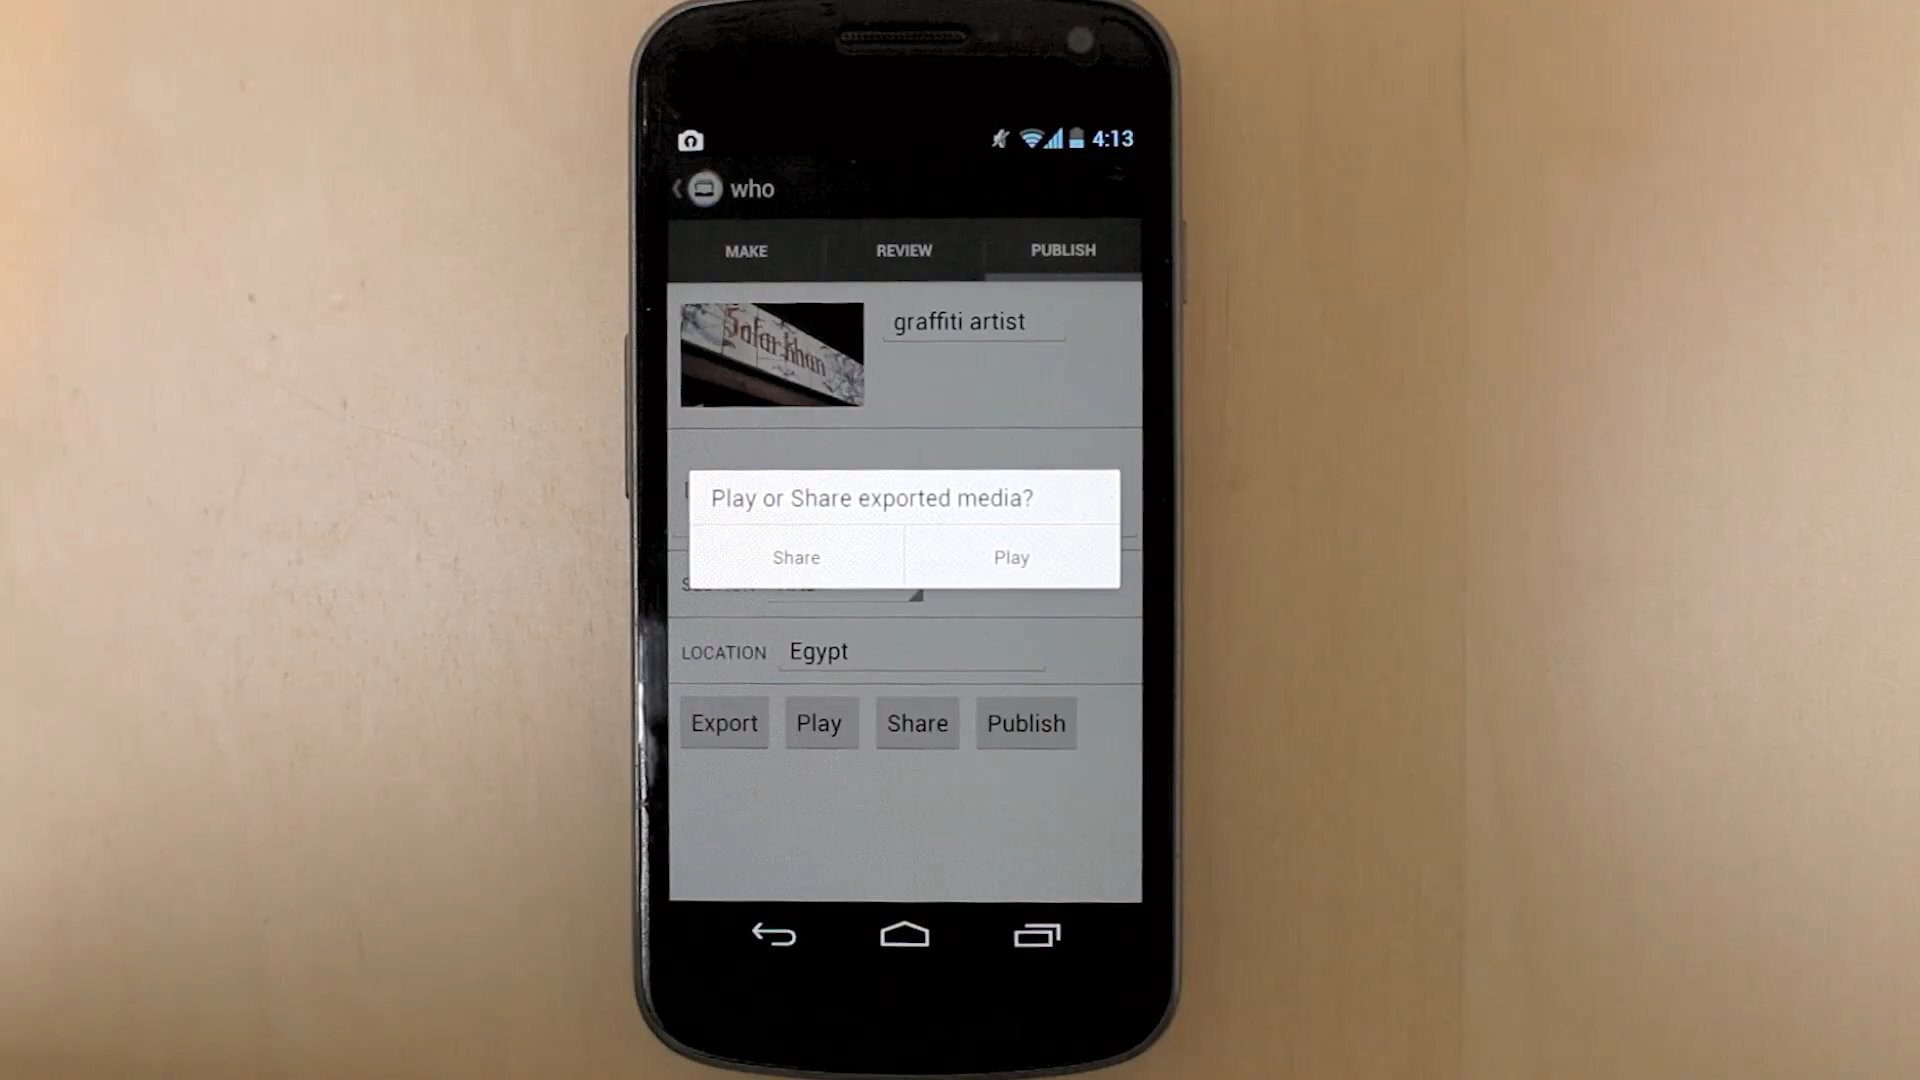 4:13
who
MAKE REVIEW PUBLISH
Safarkhan
graffiti artist
Play or Share exported media?
Share Play
LOCATION Egypt
Export Play Share Publish